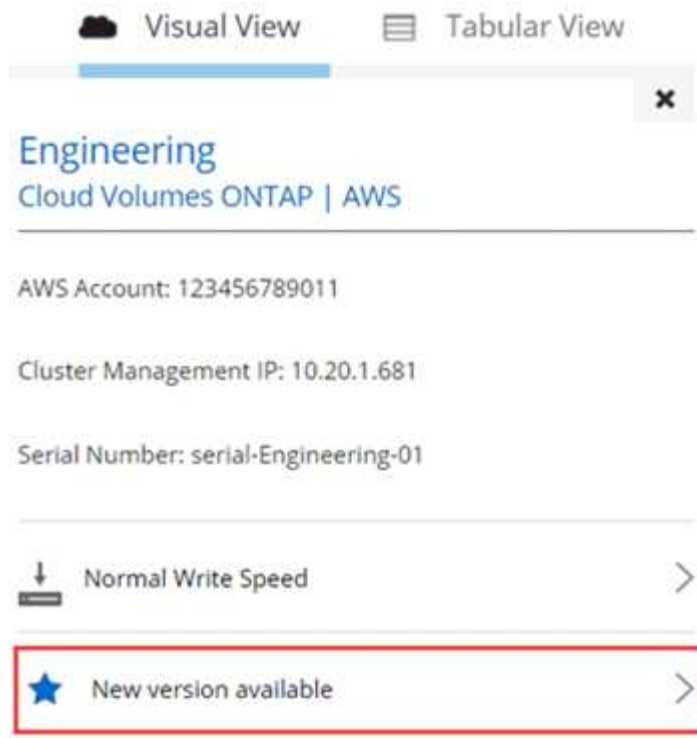 Visual View Tabular View
Engineering
Cloud Volumes ONTAP | AWS
AWS Account: 123456789011
Cluster Management IP: 10.20.1.681
Serial Number: serial-Engineering-01
Normal Write Speed
New version available